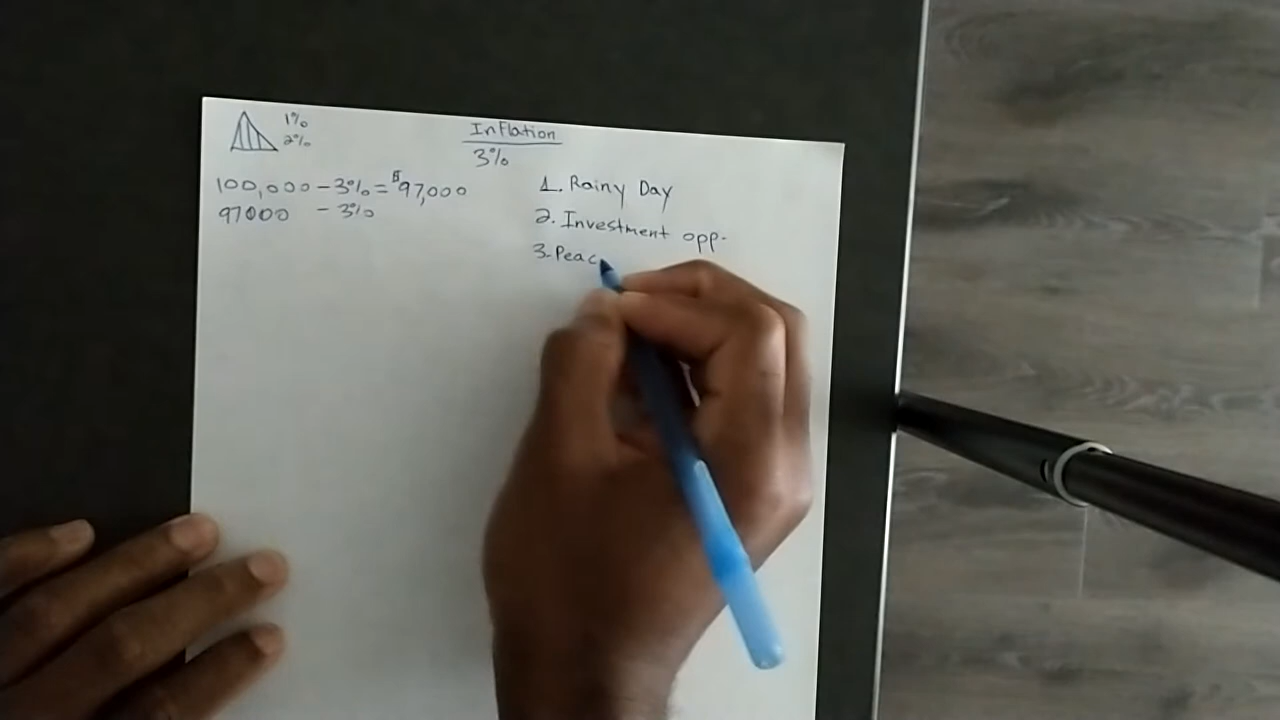 1%
2%
Inflation
3%
100,000 - 3% = $97,000
97000 - 3%
1. Rainy Day
2. Investment opp.
3. Peac